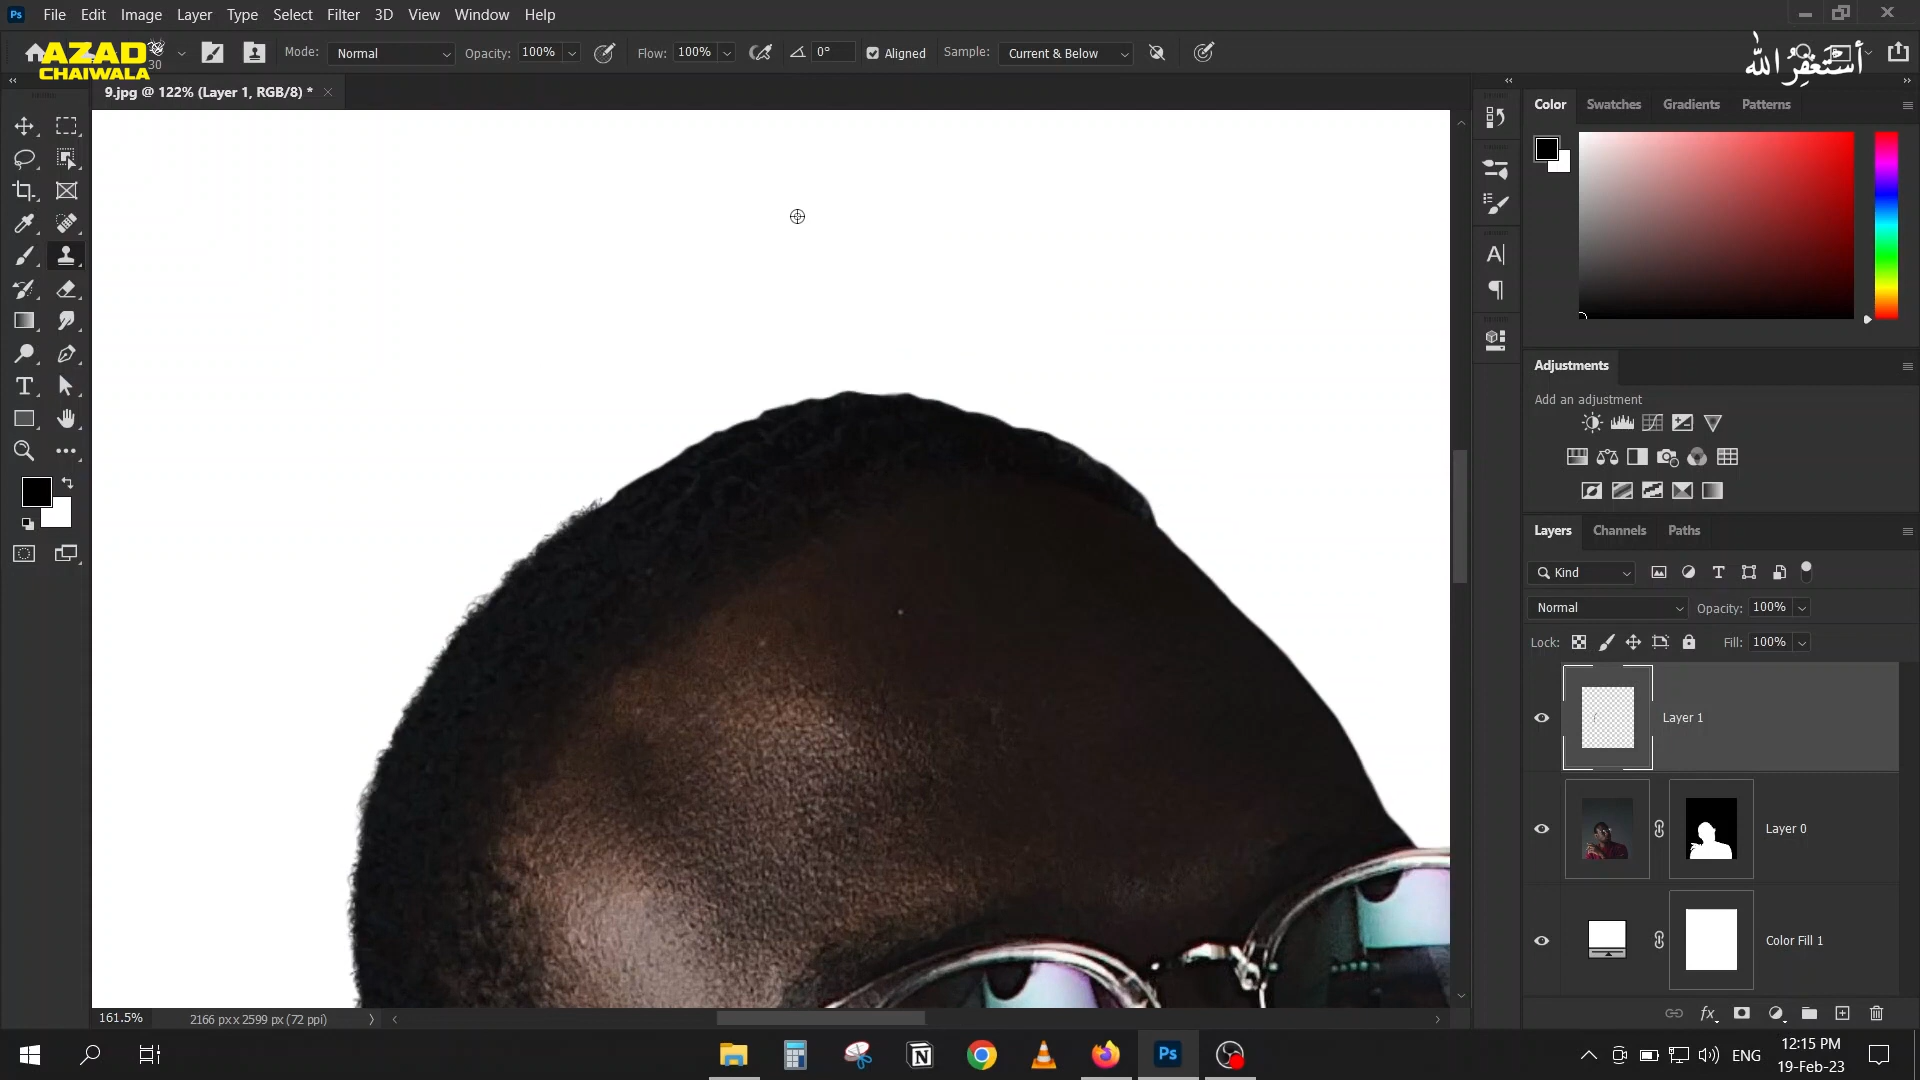 File Edit Image Layer Type Select Filter 3D View Window Help
AZAD
CHAIWALA
30
Mode: Normal Opacity: 100% Flow: 100% 0° Aligned Sample: Current & Below
أستغفر الله
9.jpg @ 122% (Layer 1, RGB/8) *
Color Swatches Gradients Patterns
Adjustments
Add an adjustment
Layers Channels Paths
Kind
Normal Opacity: 100%
Lock: Fill: 100%
Layer 1
Layer 0
Color Fill 1
161.5% 2166 px x 2599 px (72 ppi)
ENG
12:15 PM
19-Feb-23